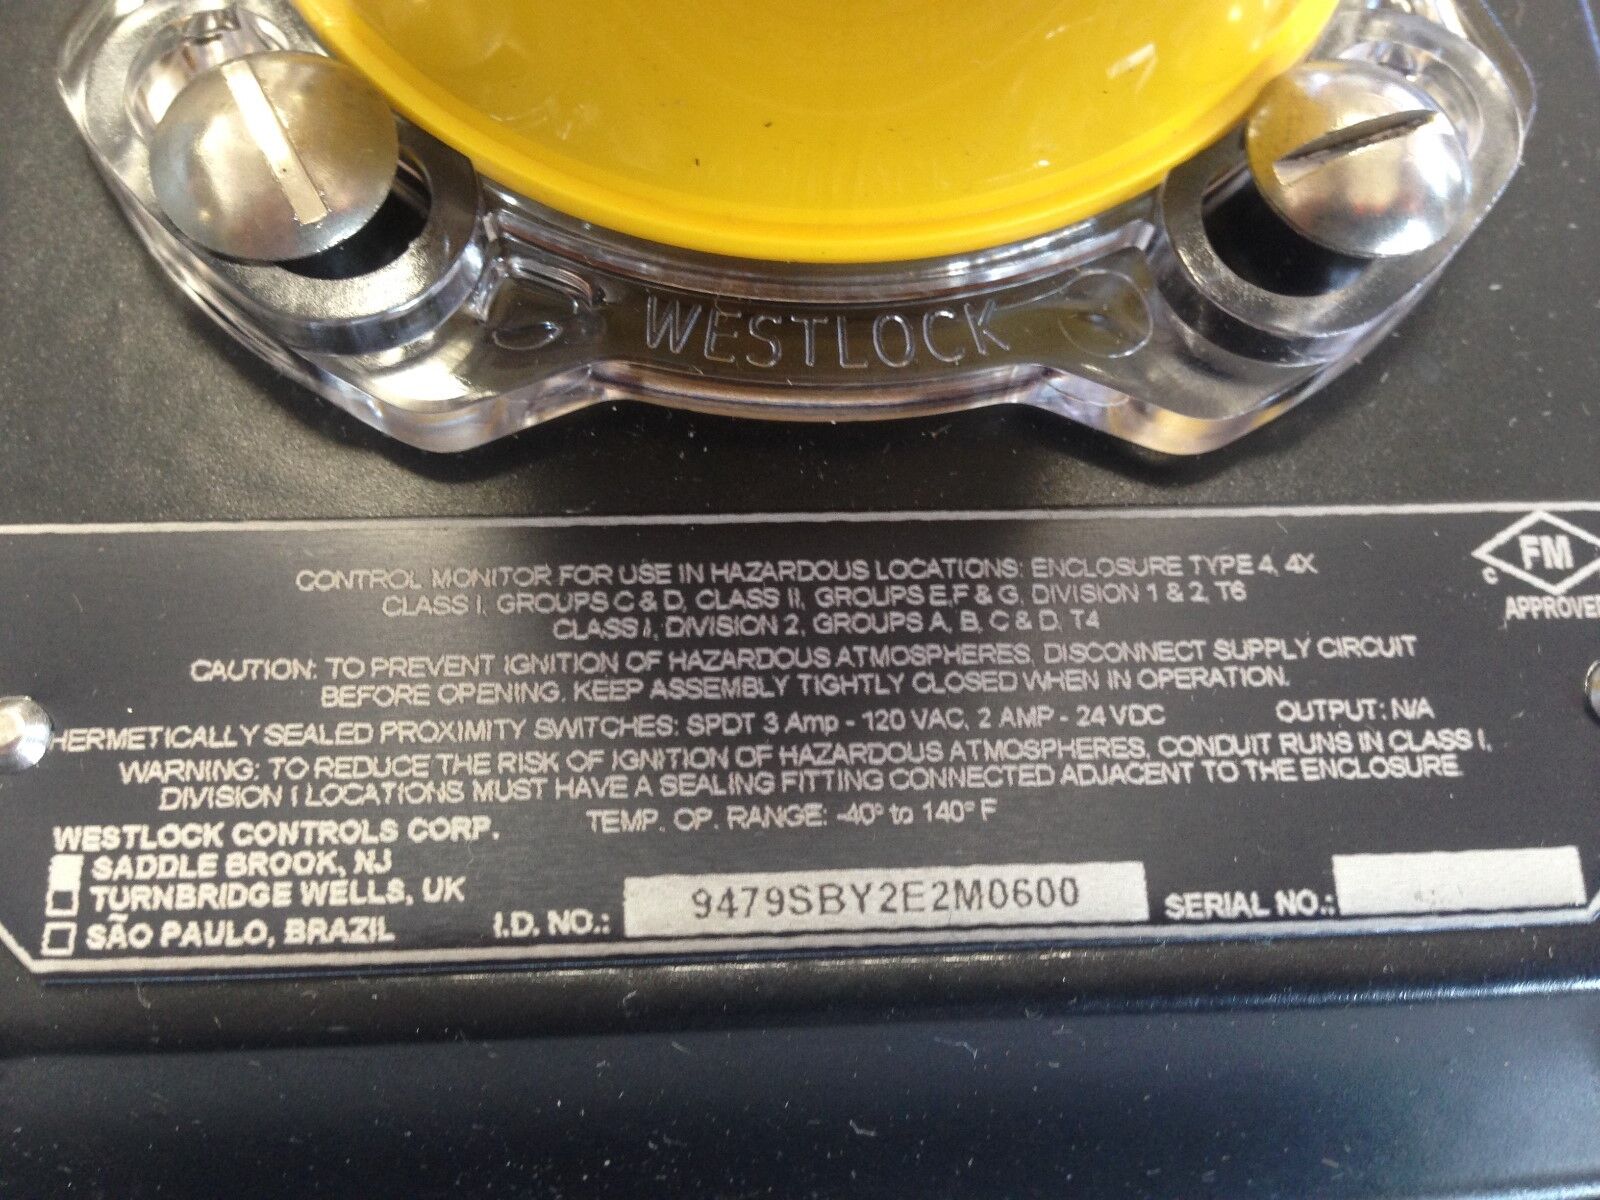 WESTLOCK
CONTROL MONITOR FOR USE IN HAZARDOUS LOCATIONS: ENCLOSURE TYPE 4, 4X
CLASS I, GROUPS C & D, CLASS II, GROUPS E,F & G, DIVISION 1 & 2, T6
CLASS I, DIVISION 2, GROUPS A, B, C & D, T4
c FM
APPROVED
CAUTION: TO PREVENT IGNITION OF HAZARDOUS ATMOSPHERES, DISCONNECT SUPPLY CIRCUIT
BEFORE OPENING. KEEP ASSEMBLY TIGHTLY CLOSED WHEN IN OPERATION.
HERMETICALLY SEALED PROXIMITY SWITCHES: SPDT 3 Amp - 120 VAC, 2 AMP - 24 VDC OUTPUT: N/A
WARNING: TO REDUCE THE RISK OF IGNITION OF HAZARDOUS ATMOSPHERES, CONDUIT RUNS IN CLASS I,
DIVISION I LOCATIONS MUST HAVE A SEALING FITTING CONNECTED ADJACENT TO THE ENCLOSURE
TEMP. OP. RANGE: -40° to 140° F
WESTLOCK CONTROLS CORP.
SADDLE BROOK, NJ
TURNBRIDGE WELLS, UK
SÃO PAULO, BRAZIL
I.D. NO.: 9479SBY2E2M0600 SERIAL NO.: